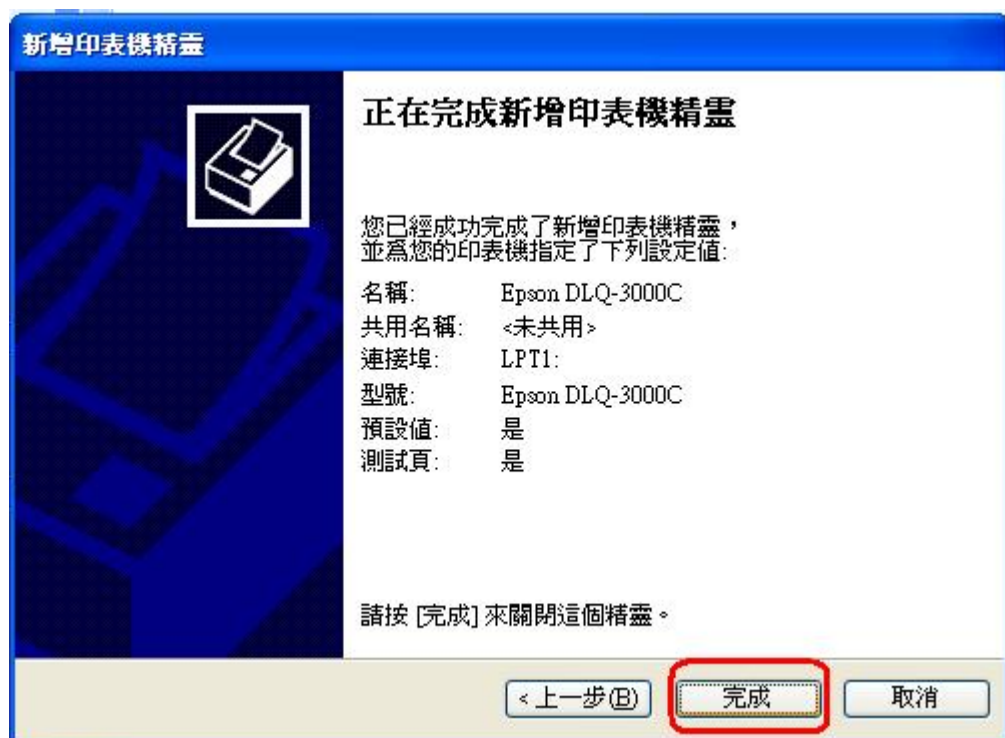 新增印表機精靈
正在完成新增印表機精靈
您已經成功完成了新增印表機精靈，
並為您的印表機指定了下列設定值:
名稱: Epson DLQ-3000C
共用名稱: <未共用>
連接埠: LPT1:
型號: Epson DLQ-3000C
預設值: 是
測試頁: 是
請按 [完成] 來關閉這個精靈。
<上一步(B) 完成 取消